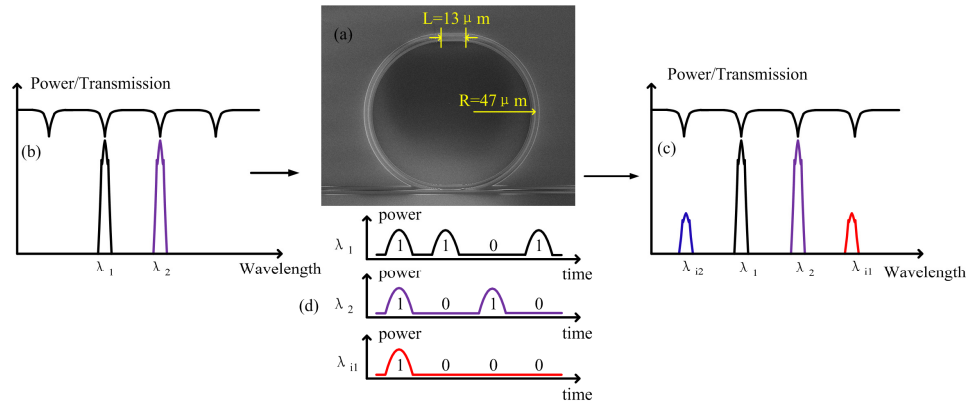 (a)
L=13 μ m
R=47 μ m
Power/Transmission
(b)
λ 1
λ 2
Wavelength
Power/Transmission
(c)
λ i2
λ 1
λ 2
λ i1
Wavelength
(d)
power
λ 1
1 1 0 1
time
power
λ 2
1 0 1 0
time
power
λ i1
1 0 0 0
time